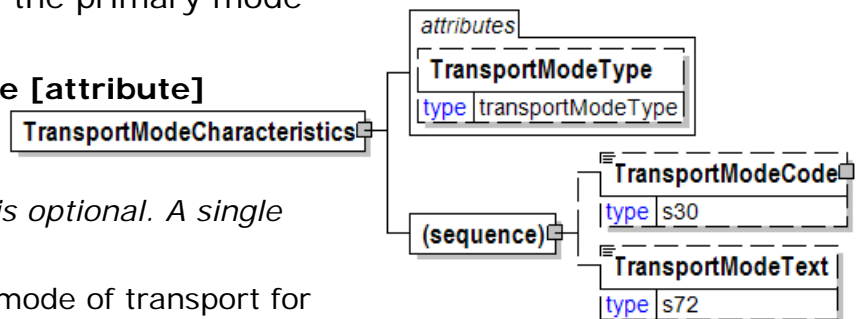 the primary mode
e [attribute]
is optional. A single
mode of transport for
TransportModeCharacteristics
attributes
TransportModeType
type transportModeType
(sequence)
TransportModeCode
type s30
TransportModeText
type s72